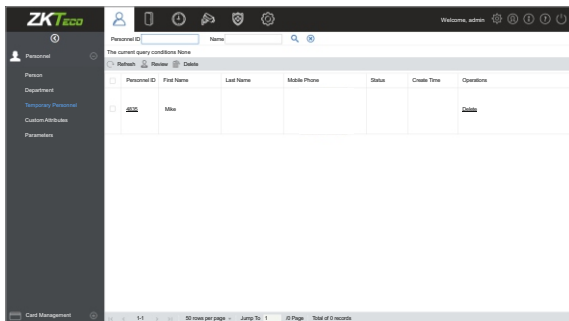 ZKTeco
Welcome, admin
Personnel ID
Name
The current query conditions None
Refresh Review Delete
Personnel
Person
Department
Temporary Personnel
Custom Attributes
Parameters
Personnel ID First Name Last Name Mobile Phone Status Create Time Operations
4835 Mike Delete
Card Management
1-1 50 rows per page Jump To 1 /0 Page Total of 0 records